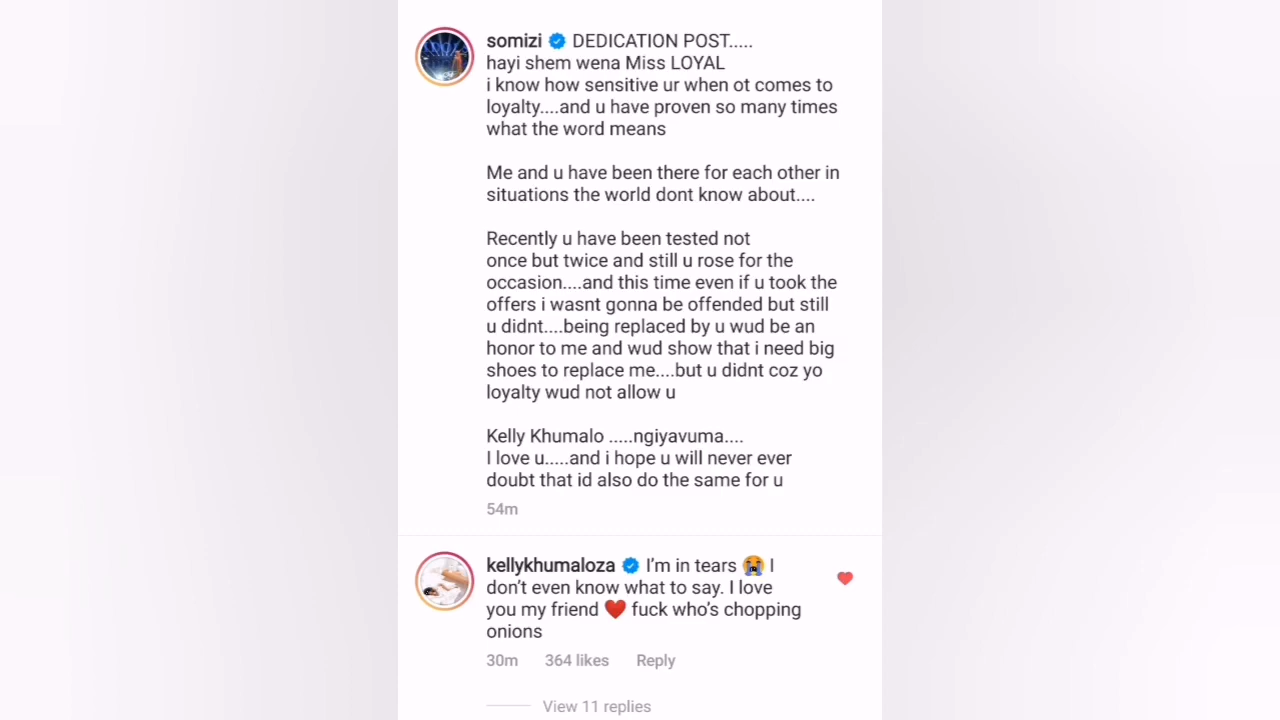 somizi DEDICATION POST.....
hayi shem wena Miss LOYAL
i know how sensitive ur when ot comes to
loyalty....and u have proven so many times
what the word means
Me and u have been there for each other in
situations the world dont know about....
Recently u have been tested not
once but twice and still u rose for the
occasion....and this time even if u took the
offers i wasnt gonna be offended but still
u didnt....being replaced by u wud be an
honor to me and wud show that i need big
shoes to replace me....but u didnt coz yo
loyalty wud not allow u
Kelly Khumalo .....ngiyavuma....
I love u.....and i hope u will never ever
doubt that id also do the same for u
54m
kellykhumaloza I’m in tears 😭 I
don’t even know what to say. I love
you my friend ❤️ fuck who’s chopping
onions
30m 364 likes Reply
View 11 replies